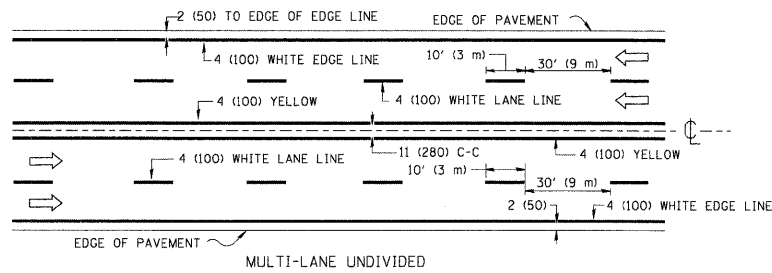 2 (50) TO EDGE OF EDGE LINE
EDGE OF PAVEMENT
4 (100) WHITE EDGE LINE
10' (3 m)
30' (9 m)
4 (100) YELLOW
4 (100) WHITE LANE LINE
℄
4 (100) WHITE LANE LINE
11 (280) C-C
4 (100) YELLOW
10' (3 m)
30' (9 m)
2 (50)
4 (100) WHITE EDGE LINE
EDGE OF PAVEMENT
MULTI-LANE UNDIVIDED